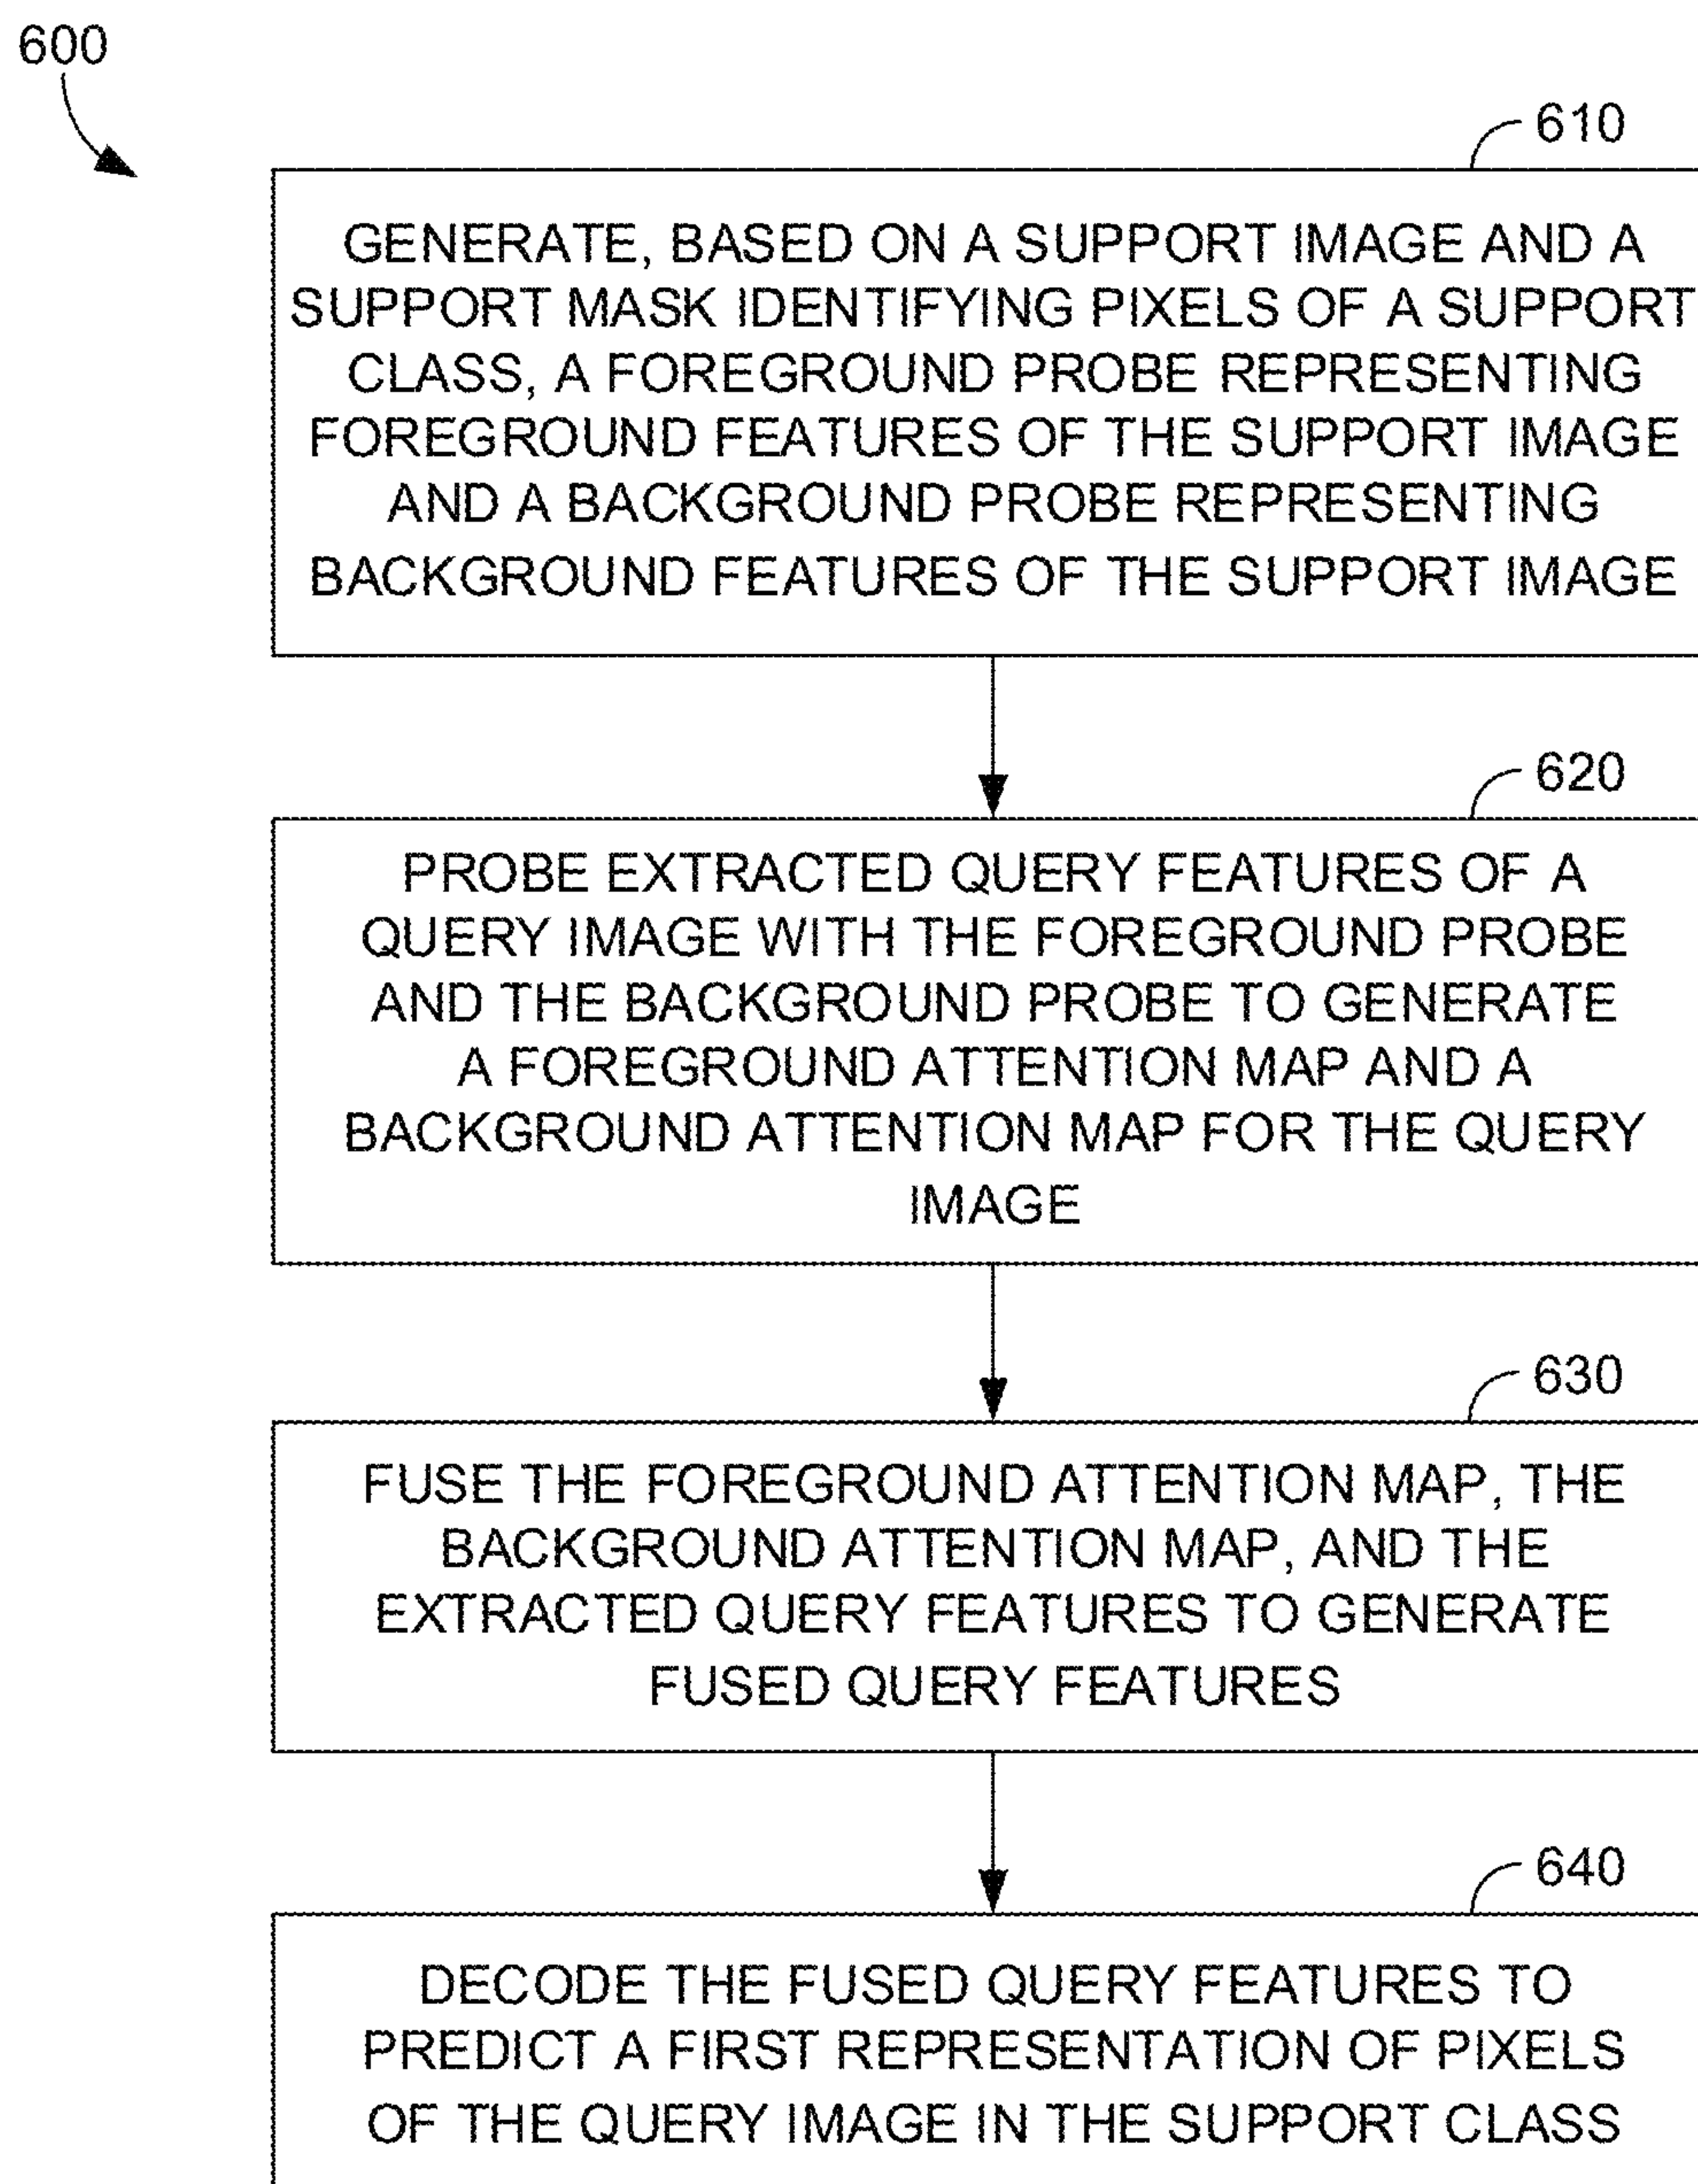 600
610
GENERATE, BASED ON A SUPPORT IMAGE AND A
SUPPORT MASK IDENTIFYING PIXELS OF A SUPPORT
CLASS, A FOREGROUND PROBE REPRESENTING
FOREGROUND FEATURES OF THE SUPPORT IMAGE
AND A BACKGROUND PROBE REPRESENTING
BACKGROUND FEATURES OF THE SUPPORT IMAGE
620
PROBE EXTRACTED QUERY FEATURES OF A
QUERY IMAGE WITH THE FOREGROUND PROBE
AND THE BACKGROUND PROBE TO GENERATE
A FOREGROUND ATTENTION MAP AND A
BACKGROUND ATTENTION MAP FOR THE QUERY
IMAGE
630
FUSE THE FOREGROUND ATTENTION MAP, THE
BACKGROUND ATTENTION MAP, AND THE
EXTRACTED QUERY FEATURES TO GENERATE
FUSED QUERY FEATURES
640
DECODE THE FUSED QUERY FEATURES TO
PREDICT A FIRST REPRESENTATION OF PIXELS
OF THE QUERY IMAGE IN THE SUPPORT CLASS